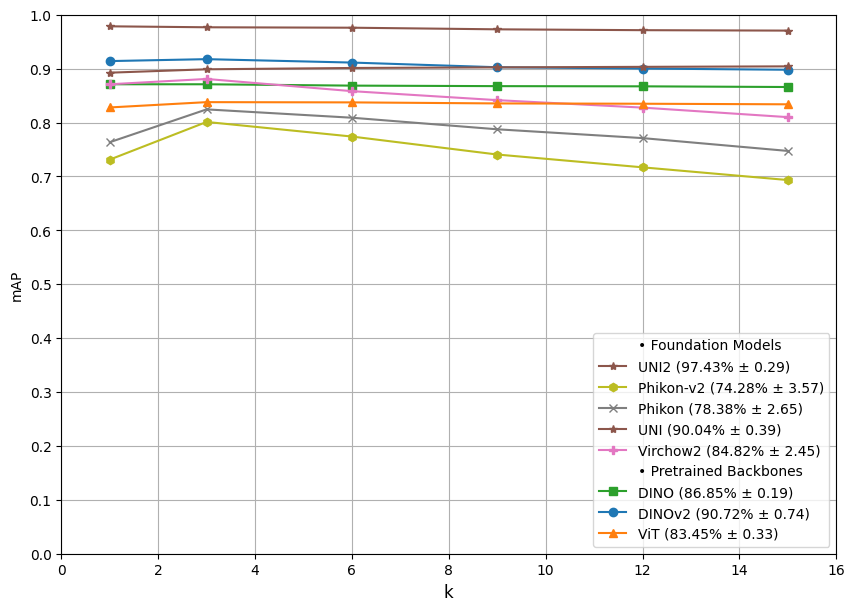 1.0
0.9
0.8
0.7
0.6
0.5
0.4
0.3
0.2
0.1
0.0
mAP
• Foundation Models
UNI2 (97.43% ± 0.29)
Phikon-v2 (74.28% ± 3.57)
Phikon (78.38% ± 2.65)
UNI (90.04% ± 0.39)
Virchow2 (84.82% ± 2.45)
• Pretrained Backbones
DINO (86.85% ± 0.19)
DINOv2 (90.72% ± 0.74)
ViT (83.45% ± 0.33)
0 2 4 6 8 10 12 14 16
k